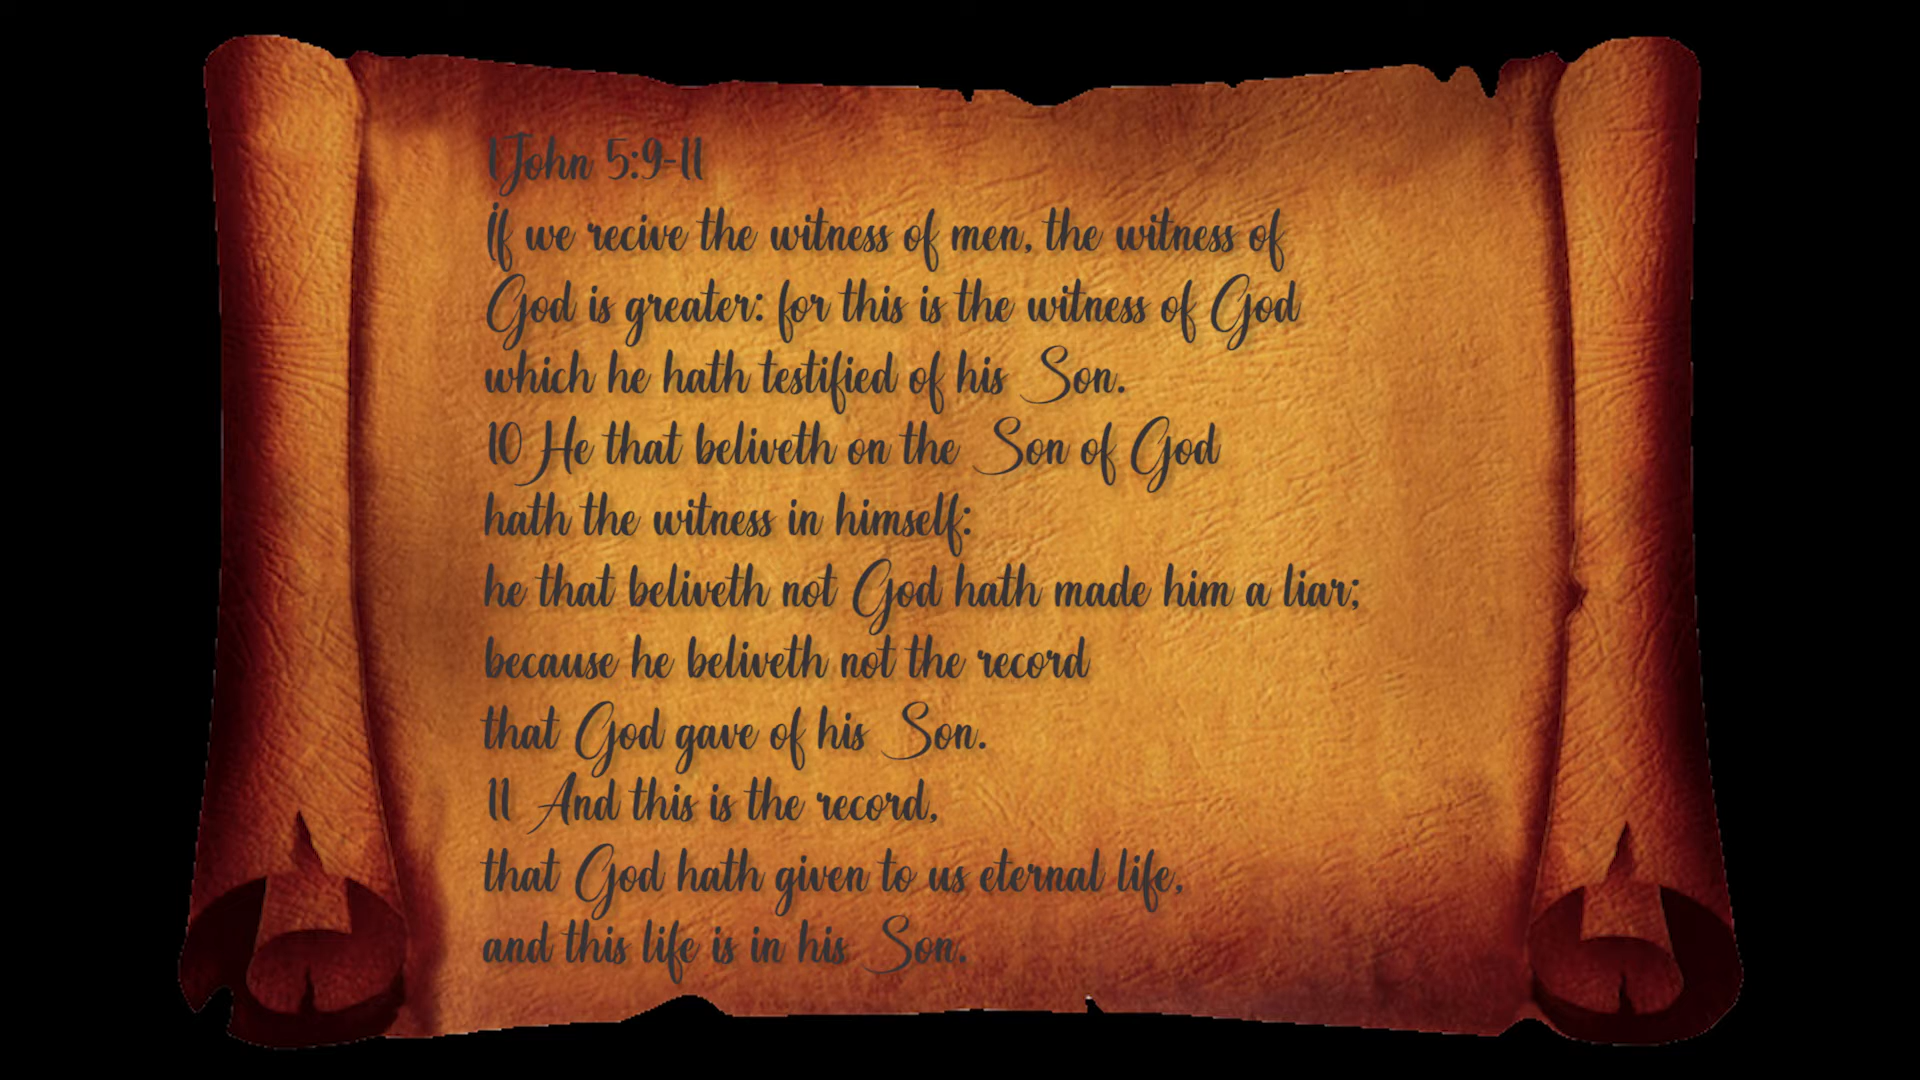 1John 5:9-11
If we recive the witness of men, the witness of
God is greater: for this is the witness of God
which he hath testified of his Son.
10 He that beliveth on the Son of God
hath the witness in himself:
he that beliveth not God hath made him a liar;
because he beliveth not the record
that God gave of his Son.
11 And this is the record,
that God hath given to us eternal life,
and this life is in his Son.